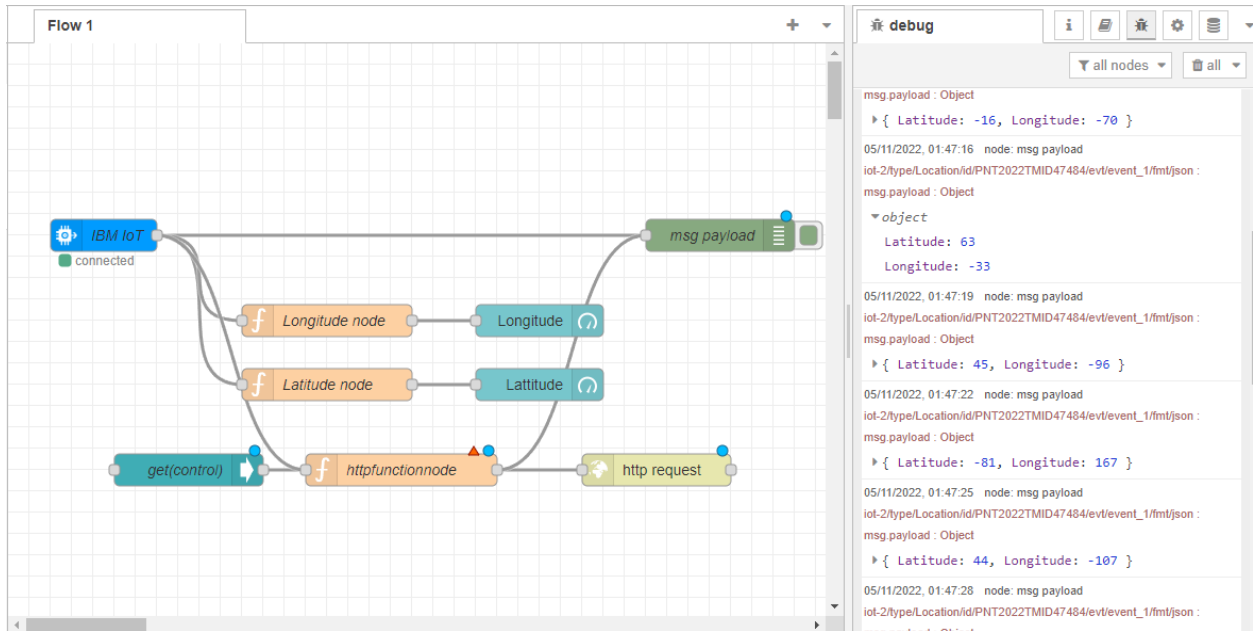 Flow 1
IBM IoT
connected
msg payload
Longitude node
Longitude
Latitude node
Lattitude
get(control)
httpfunctionnode
http request
debug
all nodes
all
msg.payload : Object
{ Latitude: -16, Longitude: -70 }
05/11/2022, 01:47:16 node: msg payload
iot-2/type/Location/id/PNT2022TMID47484/evt/event_1/fmt/json :
msg.payload : Object
object
Latitude: 63
Longitude: -33
05/11/2022, 01:47:19 node: msg payload
iot-2/type/Location/id/PNT2022TMID47484/evt/event_1/fmt/json :
msg.payload : Object
{ Latitude: 45, Longitude: -96 }
05/11/2022, 01:47:22 node: msg payload
iot-2/type/Location/id/PNT2022TMID47484/evt/event_1/fmt/json :
msg.payload : Object
{ Latitude: -81, Longitude: 167 }
05/11/2022, 01:47:25 node: msg payload
iot-2/type/Location/id/PNT2022TMID47484/evt/event_1/fmt/json :
msg.payload : Object
{ Latitude: 44, Longitude: -107 }
05/11/2022, 01:47:28 node: msg payload
iot-2/type/Location/id/PNT2022TMID47484/evt/event_1/fmt/json :